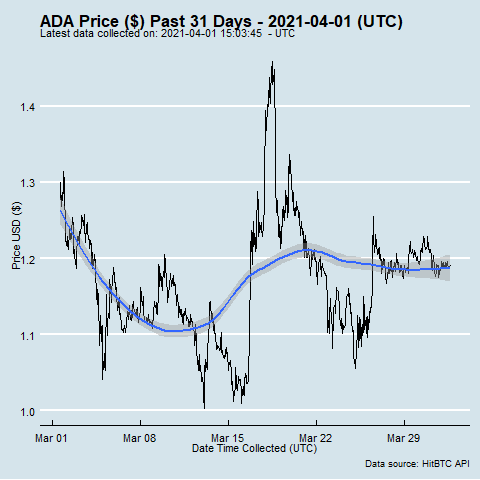 ADA Price ($) Past 31 Days - 2021-04-01 (UTC)
Latest data collected on: 2021-04-01 15:03:45 - UTC
Price USD ($)
1.4
1.3
1.2
1.1
1.0
Mar 01 Mar 08 Mar 15 Mar 22 Mar 29
Date Time Collected (UTC)
Data source: HitBTC API